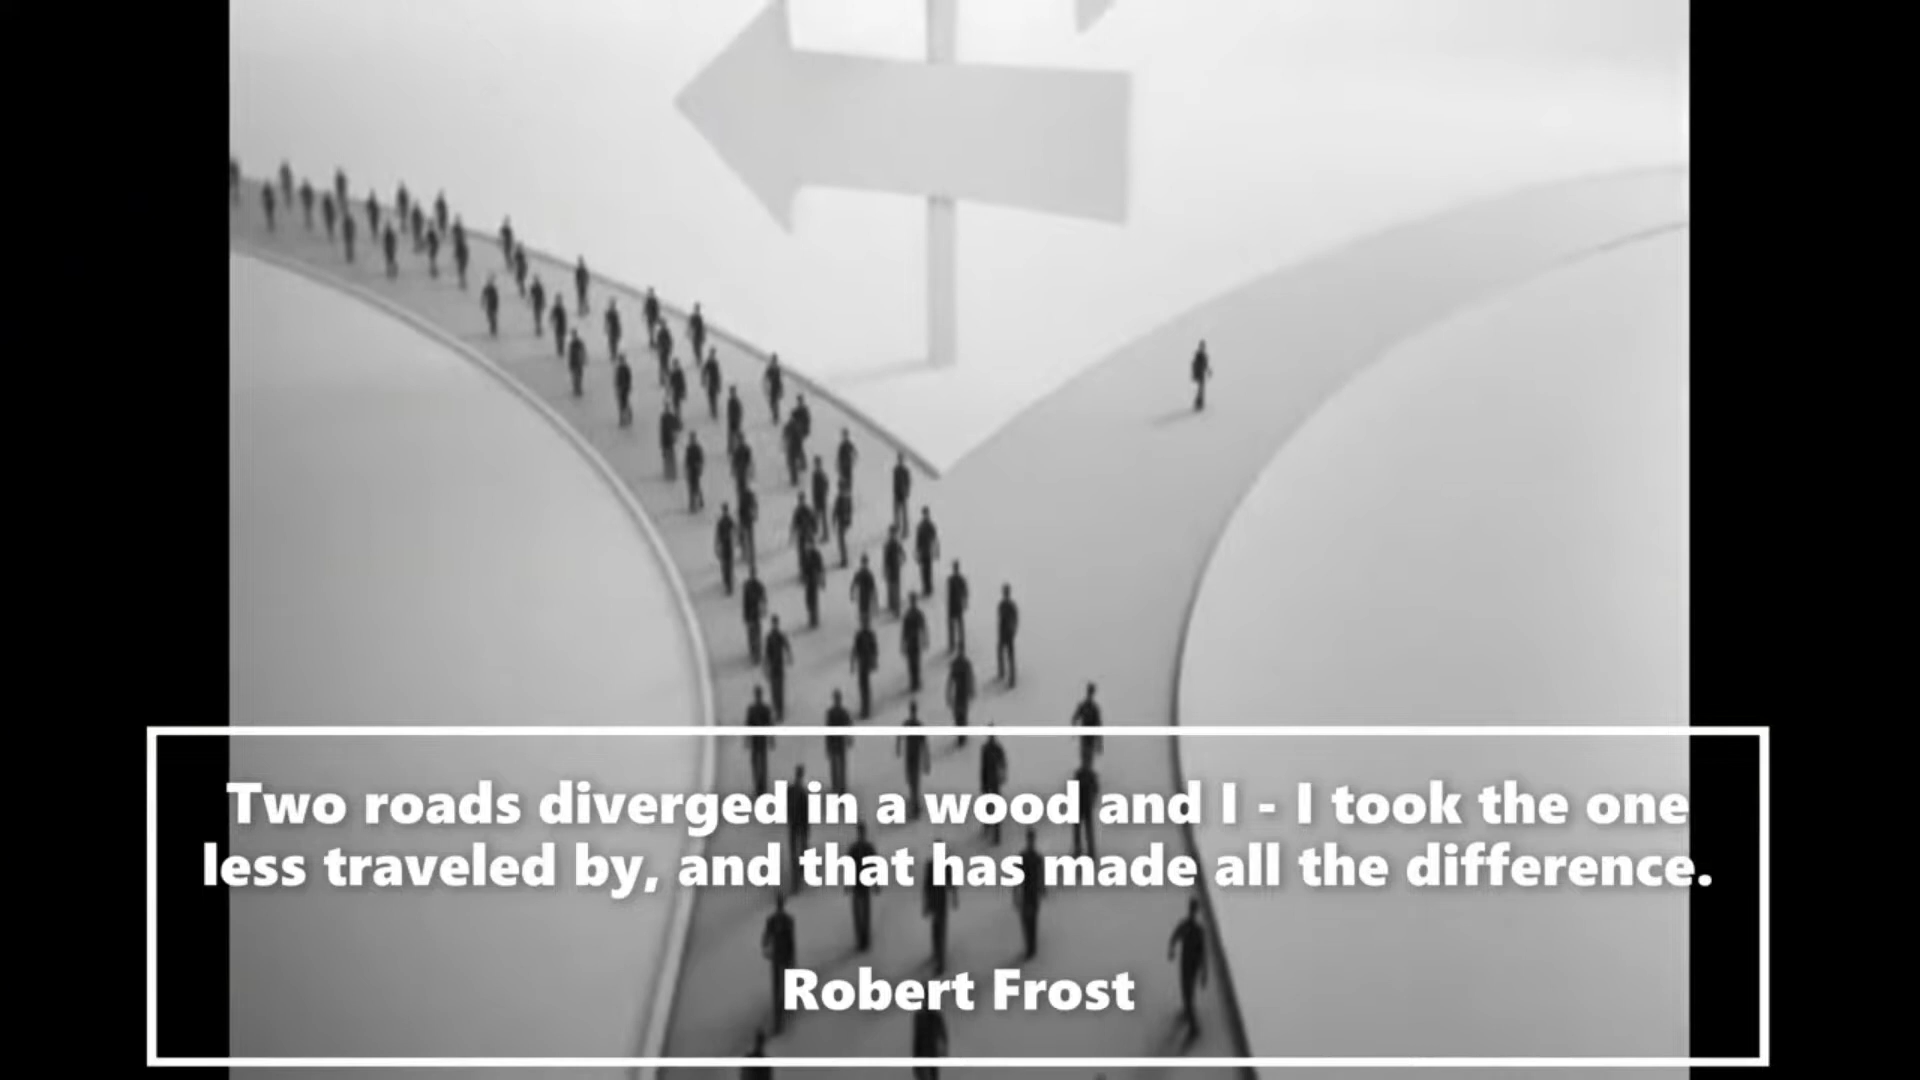 Two roads diverged in a wood and I - I took the one
less traveled by, and that has made all the difference.
Robert Frost